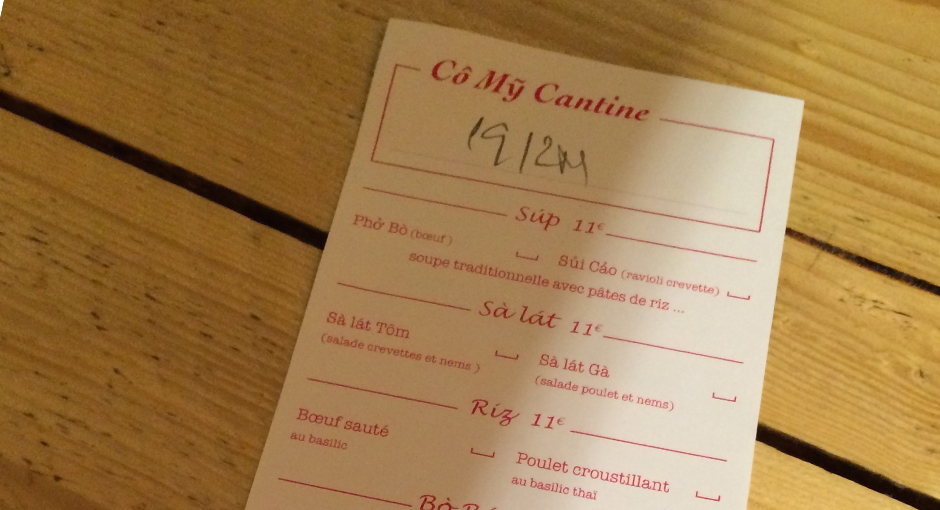 Cô Mỹ Cantine
Súp 11€
Phở Bò (bœuf)
Sủi Cảo (ravioli crevette)
soupe traditionnelle avec pâtes de riz ...
Sà lát 11€
Sà lát Tôm
(salade crevettes et nems)
Sà lát Gà
(salade poulet et nems)
Riz 11€
Bœuf sauté
au basilic
Poulet croustillant
au basilic thaï